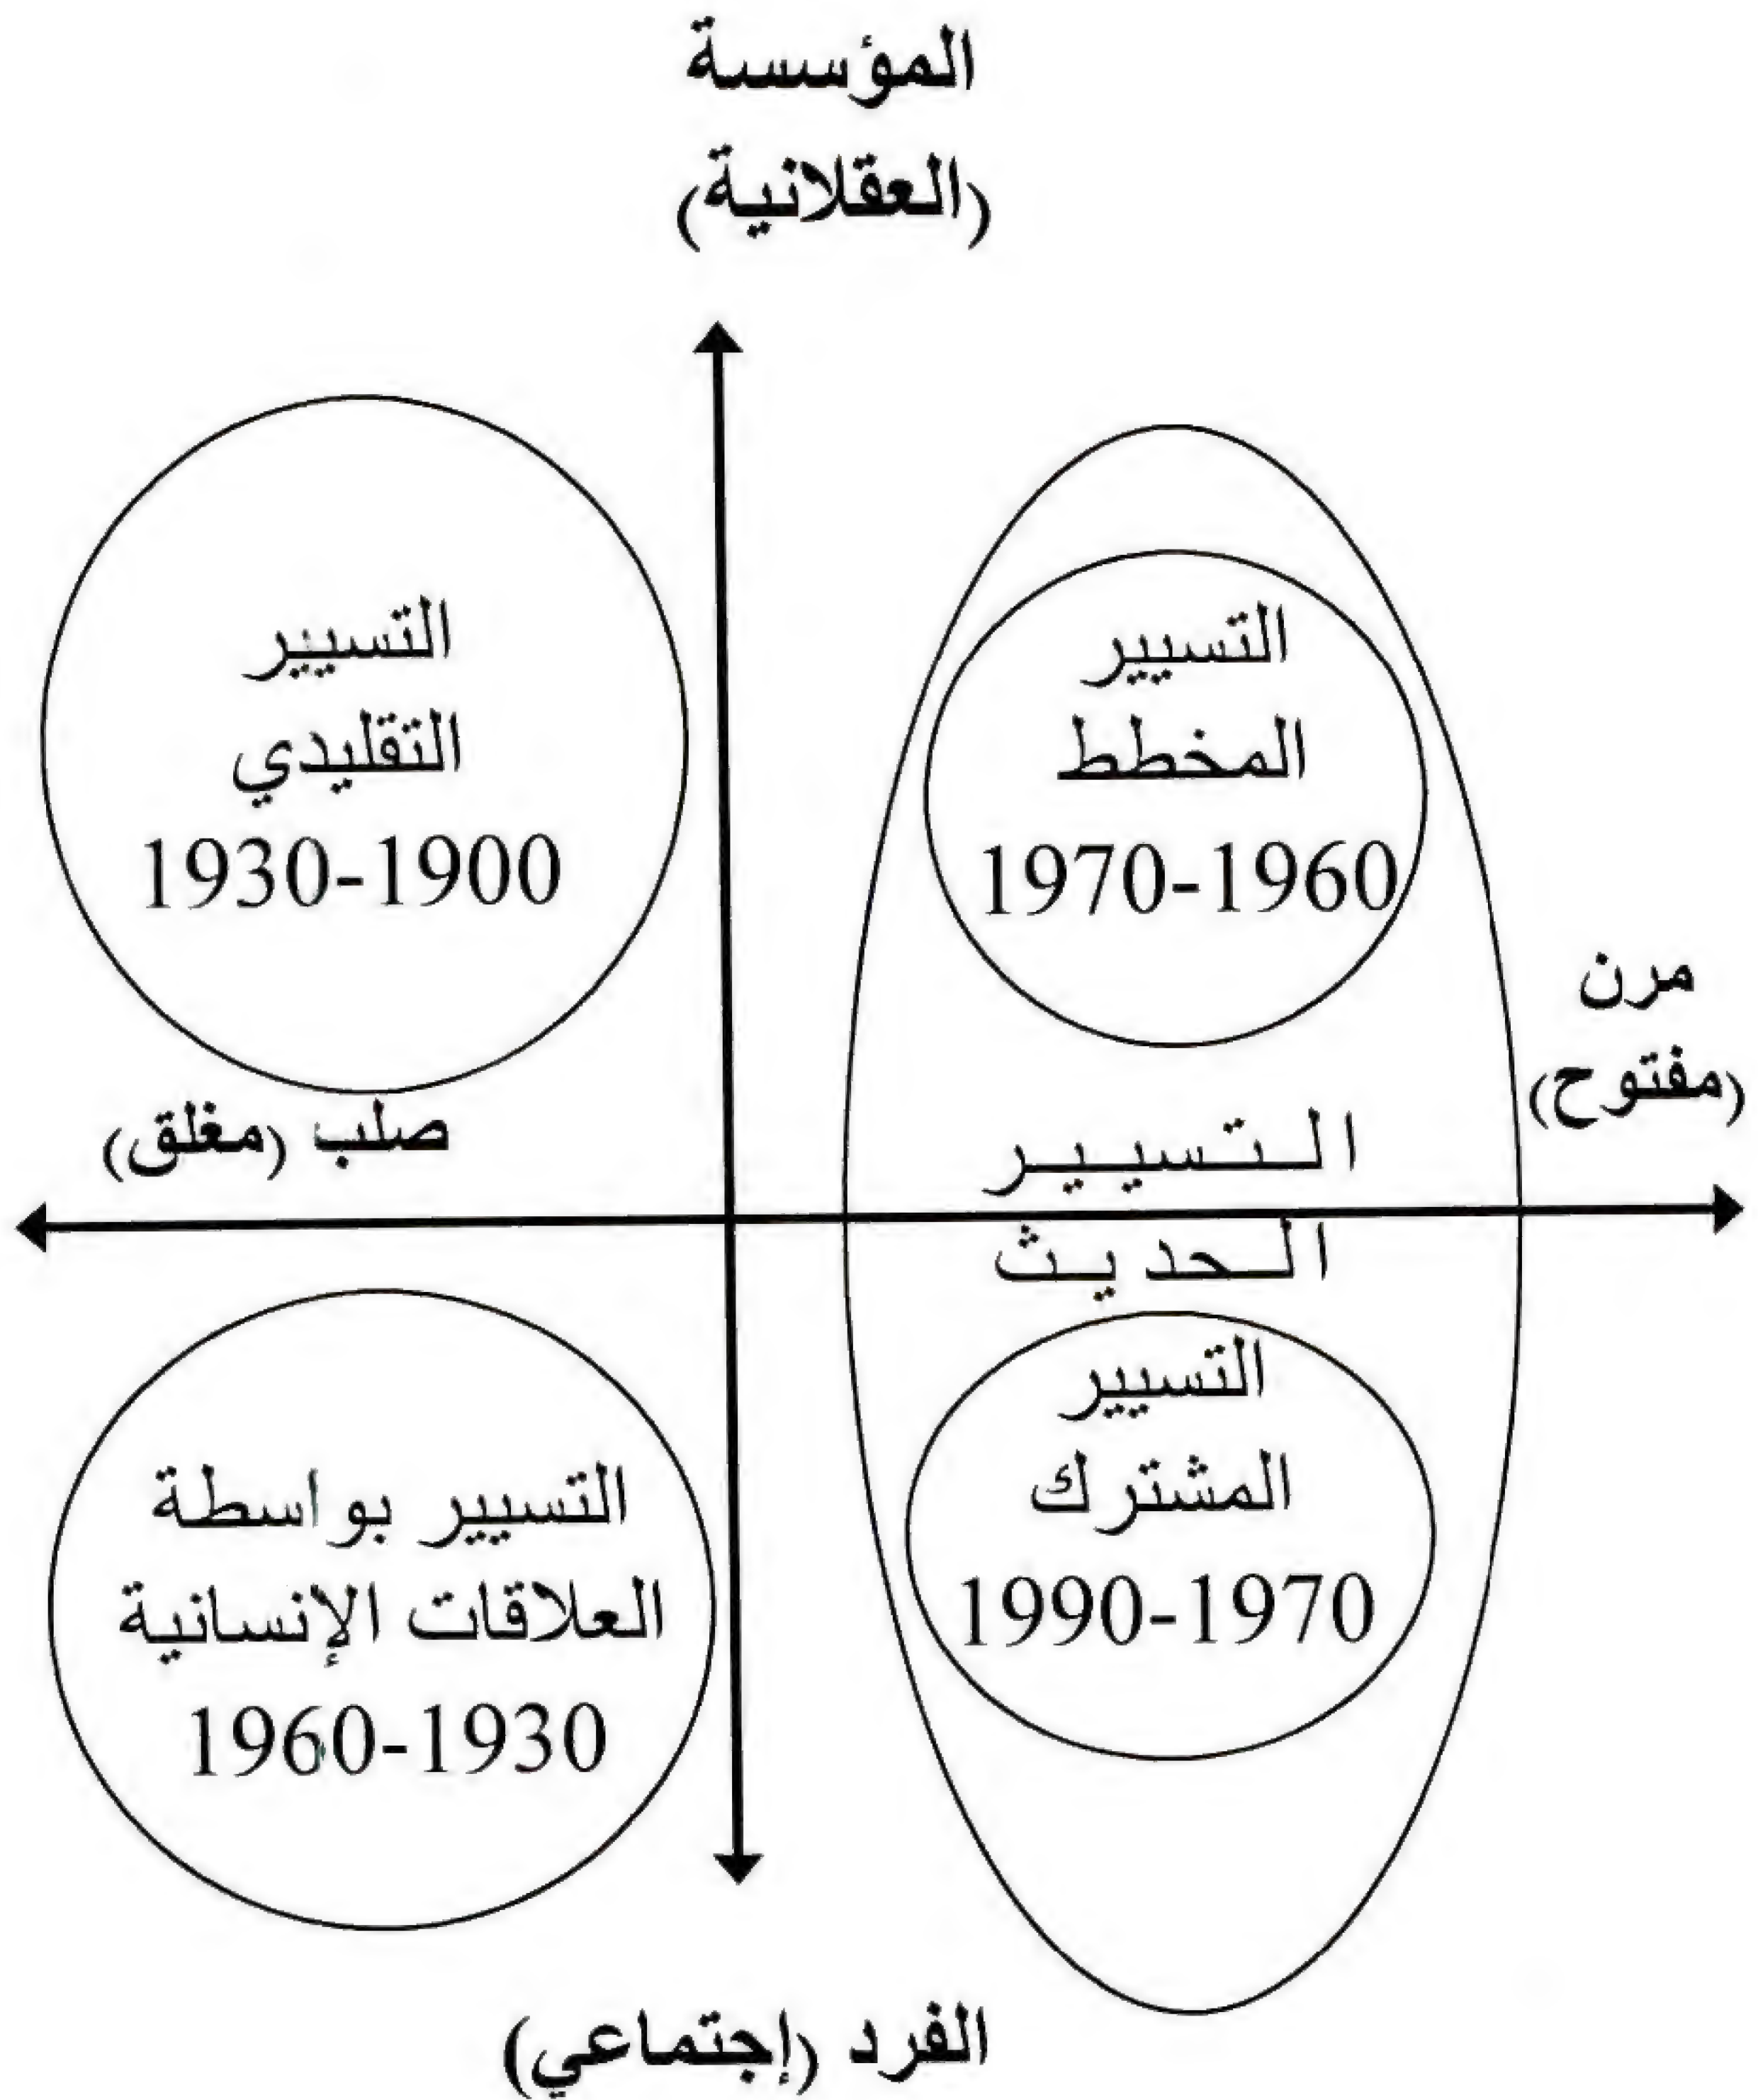 المؤسسة
(العقلانية)
التسيير
المخطط
1970-1960
التسيير
التقليدي
1930-1900
مرن
(مفتوح)
صلب (مغلق)
التسيير
الحديث
التسيير
المشترك
1990-1970
التسيير بواسطة
العلاقات الإنسانية
1960-1930
الفرد (إجتماعي)